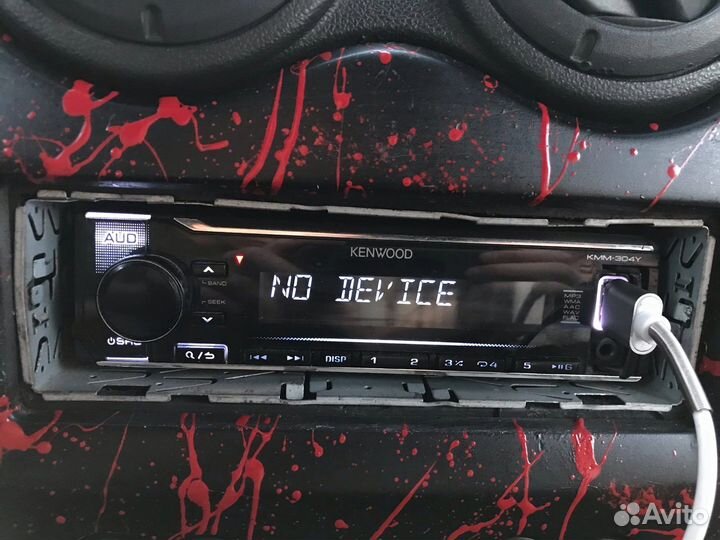 AUD
KENWOOD
KMM-304Y
NO DEVICE
BAND
SEEK
MP3
WMA
AAC
WAV
FLAC
SRC
DISP
1
2
3
4
5
6
Avito